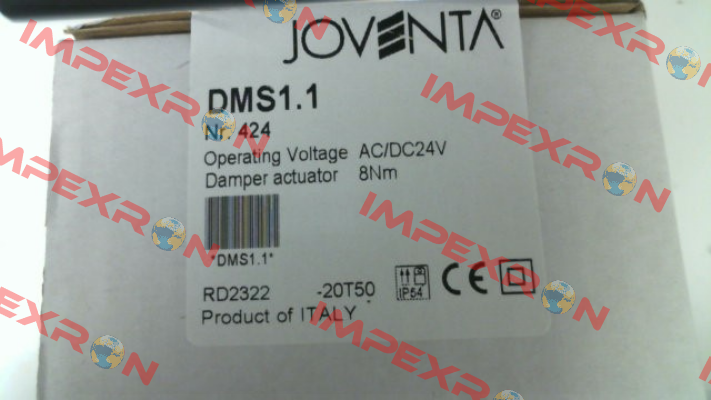 JOVENTA®
DMS1.1
Nr. 424
Operating Voltage AC/DC24V
Damper actuator 8Nm
*DMS1.1*
RD2322 -20T50 IP54 CE
Product of ITALY
IMPEXRON
IMPEXRON
IMPEXRON
IMPEXRON
IMPEXRON